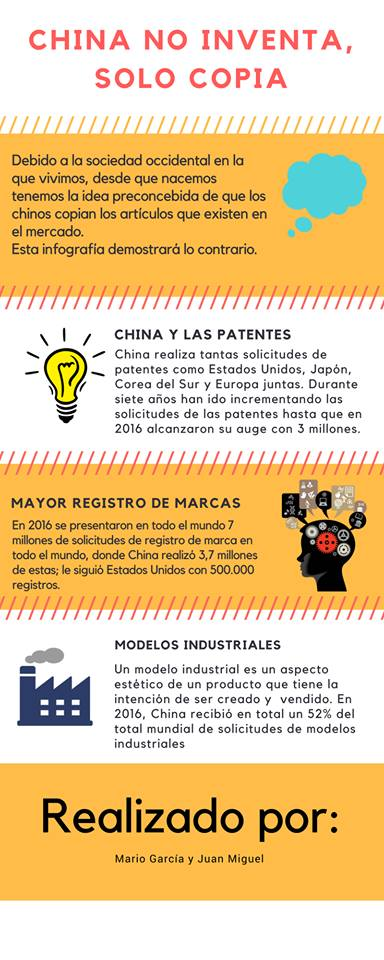 CHINA NO INVENTA,
SOLO COPIA
Debido a la sociedad occidental en la
que vivimos, desde que nacemos
tenemos la idea preconcebida de que los
chinos copian los artículos que existen en
el mercado.
Esta infografía demostrará lo contrario.
CHINA Y LAS PATENTES
China realiza tantas solicitudes de
patentes como Estados Unidos, Japón,
Corea del Sur y Europa juntas. Durante
siete años han ido incrementando las
solicitudes de las patentes hasta que en
2016 alcanzaron su auge con 3 millones.
MAYOR REGISTRO DE MARCAS
En 2016 se presentaron en todo el mundo 7
millones de solicitudes de registro de marca en
todo el mundo, donde China realizó 3,7 millones
de estas; le siguió Estados Unidos con 500.000
registros.
MODELOS INDUSTRIALES
Un modelo industrial es un aspecto
estético de un producto que tiene la
intención de ser creado y vendido. En
2016, China recibió en total un 52% del
total mundial de solicitudes de modelos
industriales
Realizado por:
Mario García y Juan Miguel